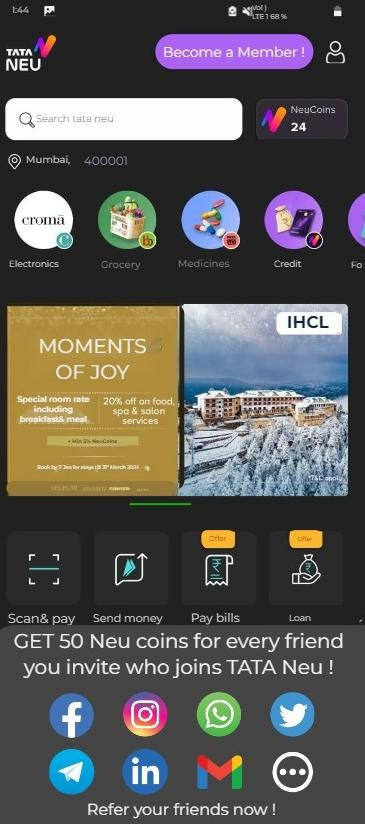 1:44
Vol)
LTE 1 68 %
TATA
NEU
Become a Member !
Search tata neu
NeuCoins
24
Mumbai, 400001
cromā
Electronics
Grocery
Medicines
Credit
Fo
MOMENTS
OF JOY
Special room rate
including
breakfast& meal
20% off on food,
spa & salon
services
+ Min 5% NeuCoins
Book by 7 Jan for stays till 31st March 2024
IHCL
*T&C apply
Offer
Offer
Scan& pay
Send money
Pay bills
Loan
GET 50 Neu coins for every friend
you invite who joins TATA Neu !
Refer your friends now !